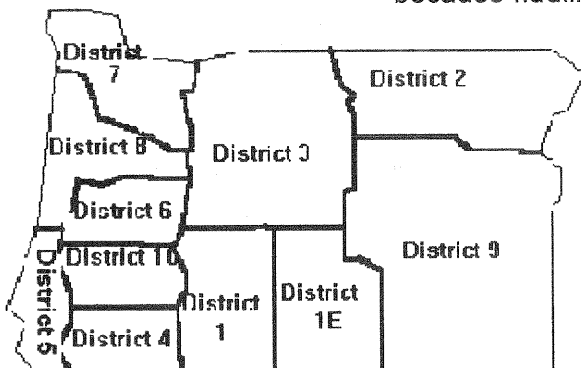 District
7
District 2
District 8
District 3
District 6
District 9
District 10
District 5
District
1
District
1E
District 4